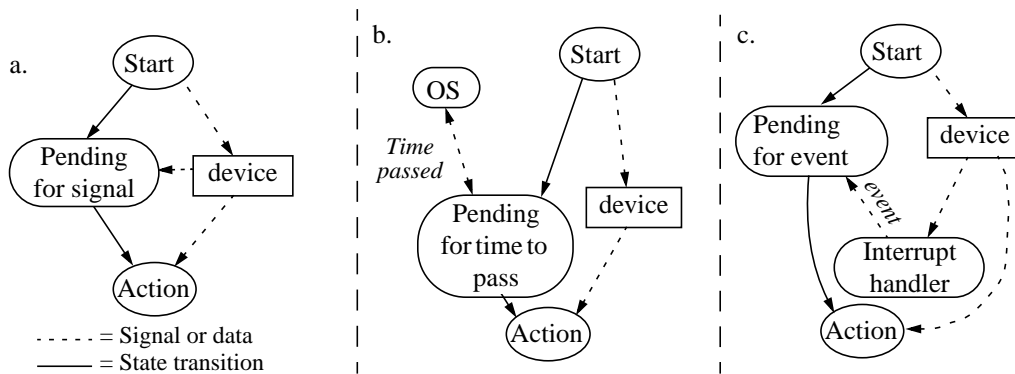 a.
Start
Pending
for signal
device
Action
= Signal or data
= State transition
b.
Start
OS
Time
passed
Pending
for time to
pass
device
Action
c.
Start
Pending
for event
device
event
Interrupt
handler
Action